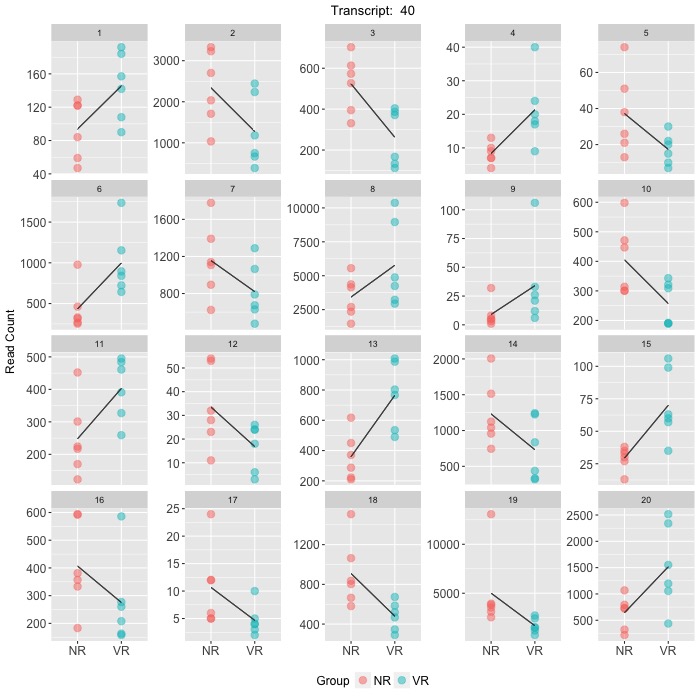 Transcript: 40
1 2 3 4 5
160 120 80 40
3000 2000 1000
600 400 200
40 30 20 10
60 40 20
6 7 8 9 10
1500 1000 500
1600 1200 800
10000 7500 5000 2500
100 75 50 25 0
600 500 400 300 200
Read Count
11 12 13 14 15
500 400 300 200
50 40 30 20 10
1000 800 600 400 200
2000 1500 1000 500
100 75 50 25
16 17 18 19 20
600 500 400 300 200
25 20 15 10 5
1200 800 400
10000 5000
2500 2000 1500 1000 500
NR VR NR VR NR VR NR VR NR VR
Group NR VR